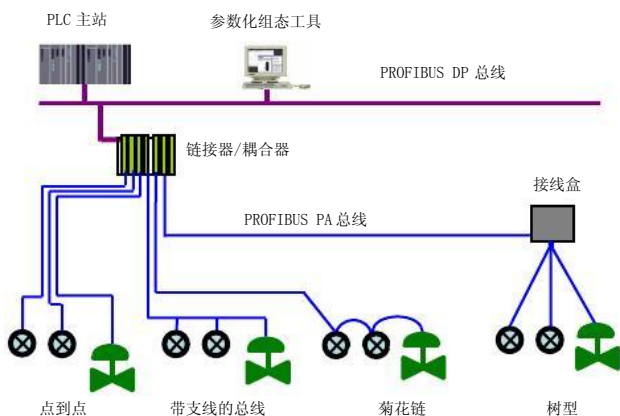 PLC 主站
参数化组态工具
PROFIBUS DP 总线
链接器/耦合器
接线盒
PROFIBUS PA 总线
点到点
带支线的总线
菊花链
树型